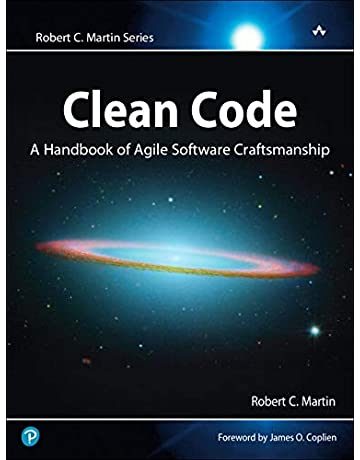 Robert C. Martin Series
Clean Code
A Handbook of Agile Software Craftsmanship
Robert C. Martin
Foreword by James O. Coplien
P